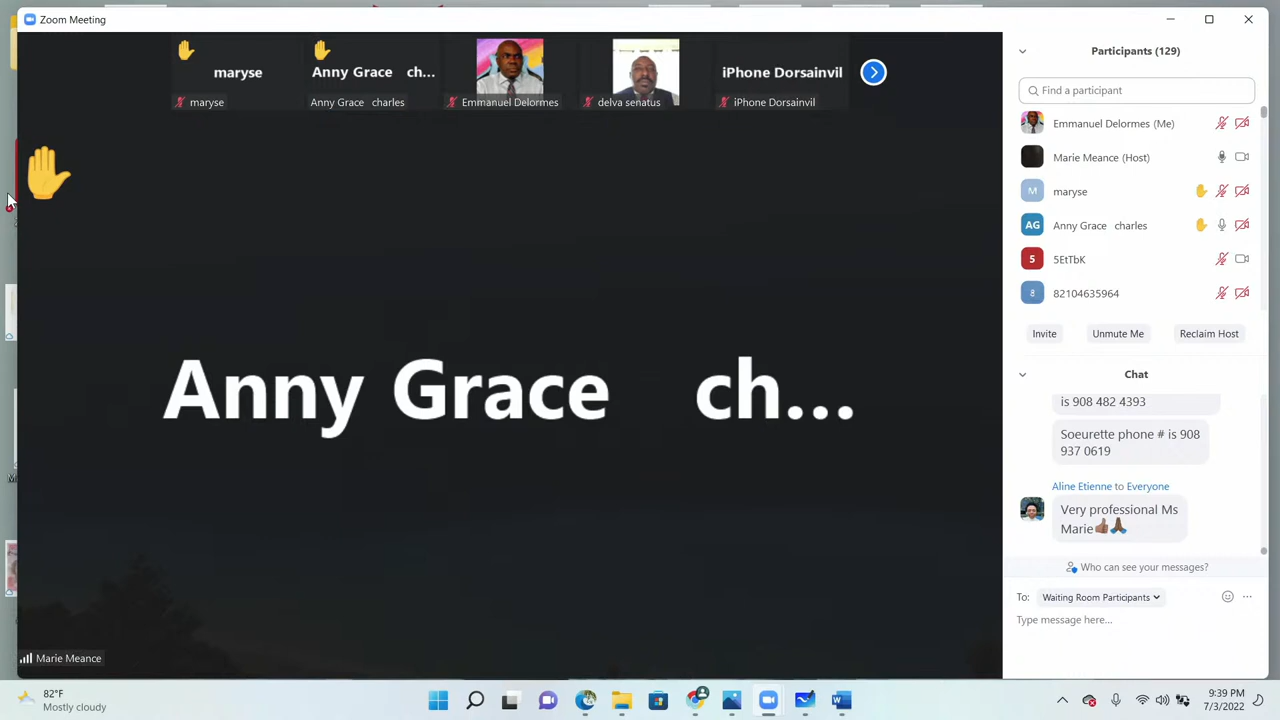 Zoom Meeting
maryse
Anny Grace ch...
iPhone Dorsainvil
maryse
Anny Grace charles
Emmanuel Delormes
delva senatus
iPhone Dorsainvil
Anny Grace ch...
Marie Meance
Participants (129)
Find a participant
Emmanuel Delormes (Me)
Marie Meance (Host)
M
maryse
AG
Anny Grace charles
5
5EtTbK
8
82104635964
Invite
Unmute Me
Reclaim Host
Chat
is 908 482 4393
Soeurette phone # is 908
937 0619
Aline Etienne to Everyone
Very professional Ms
Marie👍🏾🙏🏾
Who can see your messages?
To: Waiting Room Participants
Type message here...
82°F
Mostly cloudy
9:39 PM
7/3/2022